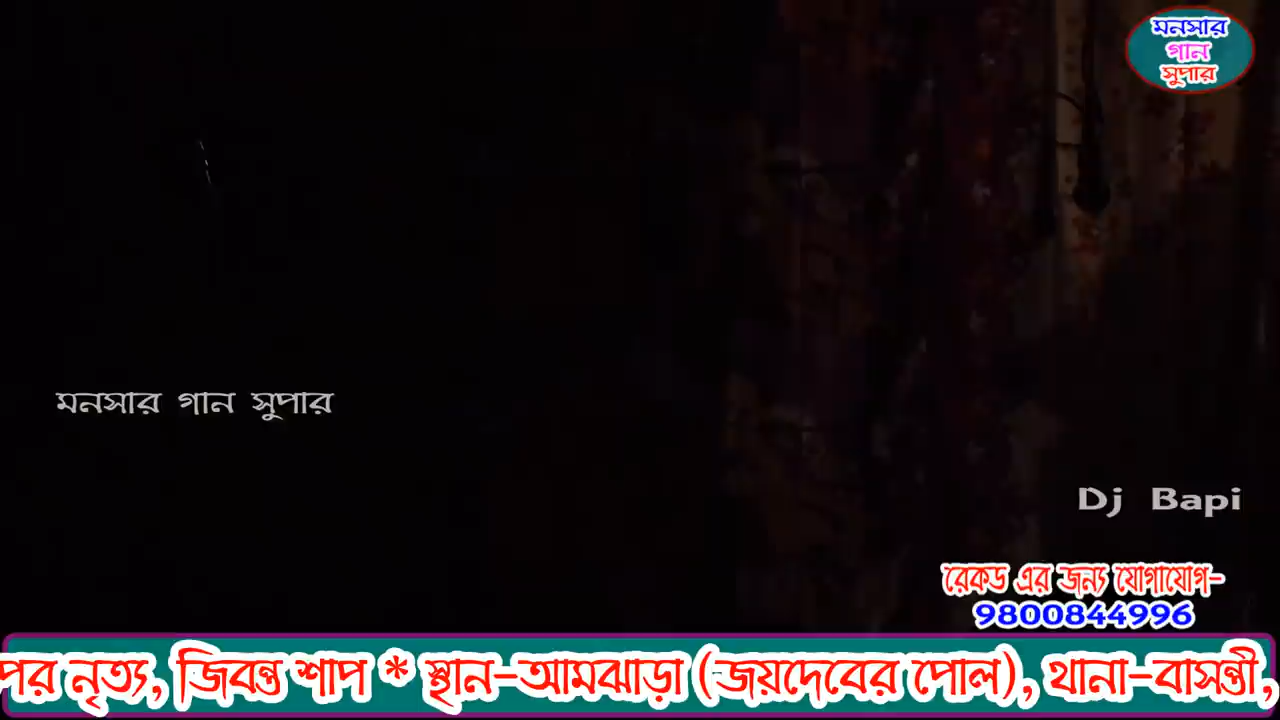 মনসার
গান
সুপার
মনসার গান সুপার
Dj Bapi
রেকড এর জন্য যোগাযোগ-
9800844996
পর নৃত্য, জিবন্ত শাপ * স্থান-আমঝাড়া (জয়দেবের পোল), থানা-বাসন্তী,